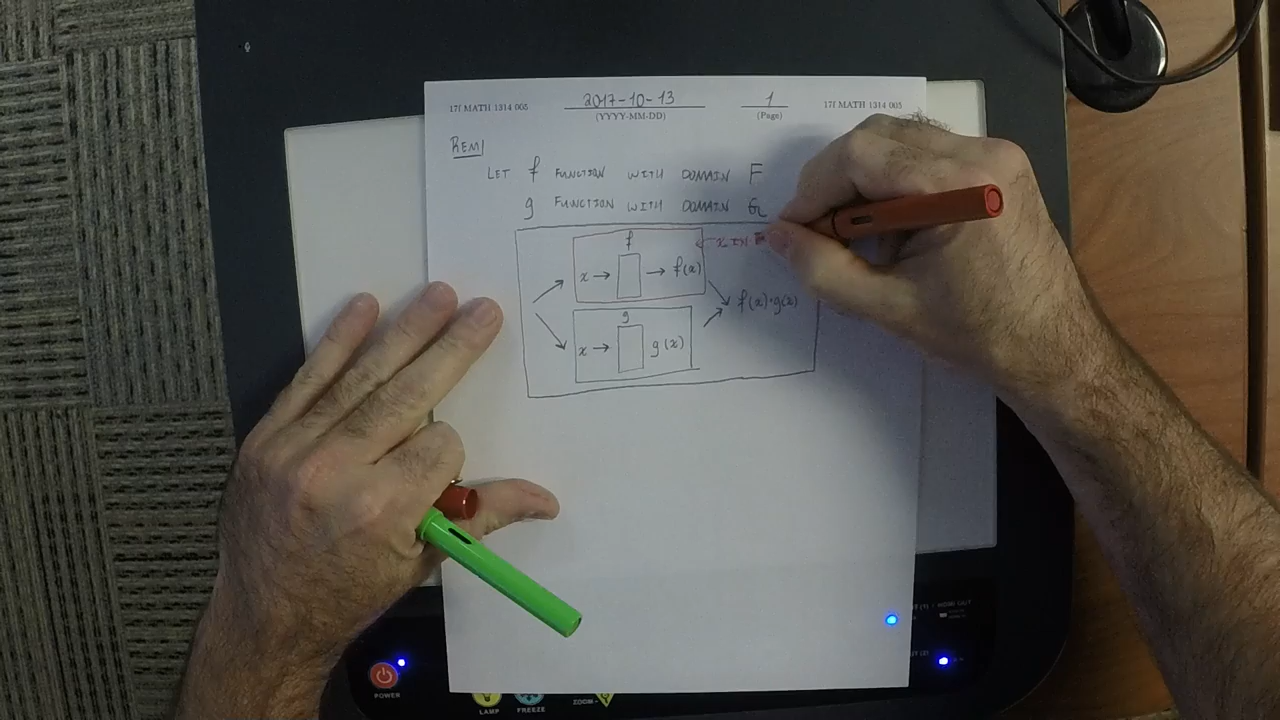 17f MATH 1314 005 2017-10-13 1 17f MATH 1314 005
(YYYY-MM-DD) (Page)
REM
LET f FUNCTION WITH DOMAIN F
g FUNCTION WITH DOMAIN G
f
x IN
x → → f(x)
f(x)·g(x)
g
x → g(x)
POWER
LAMP
FREEZE
ZOOM